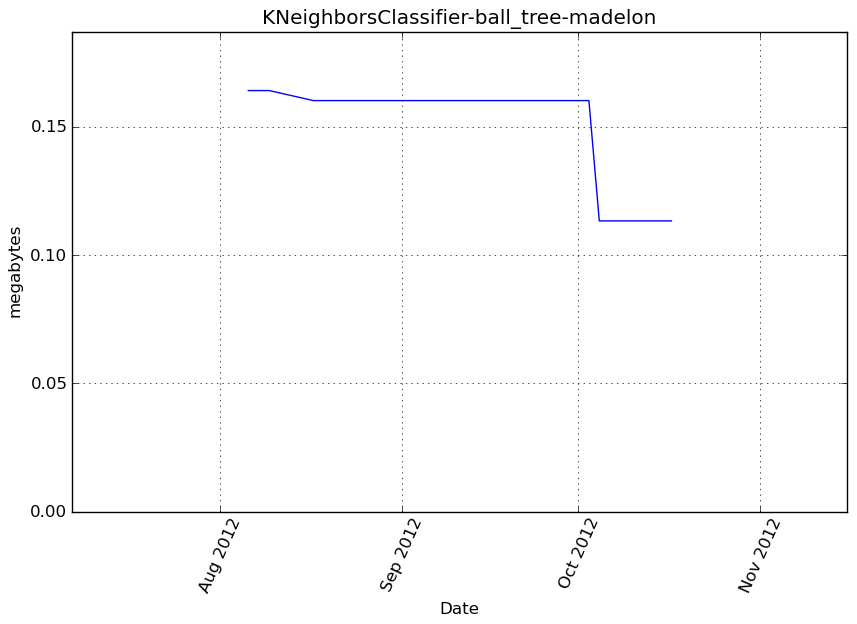 KNeighborsClassifier-ball_tree-madelon
megabytes
0.15
0.10
0.05
0.00
Aug 2012
Sep 2012
Oct 2012
Nov 2012
Date